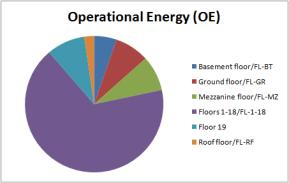 Operational Energy (OE)
Basement floor/FL-BT
Ground floor/FL-GR
Mezzanine floor/FL-MZ
Floors 1-18/FL-1-18
Floor 19
Roof floor/FL-RF